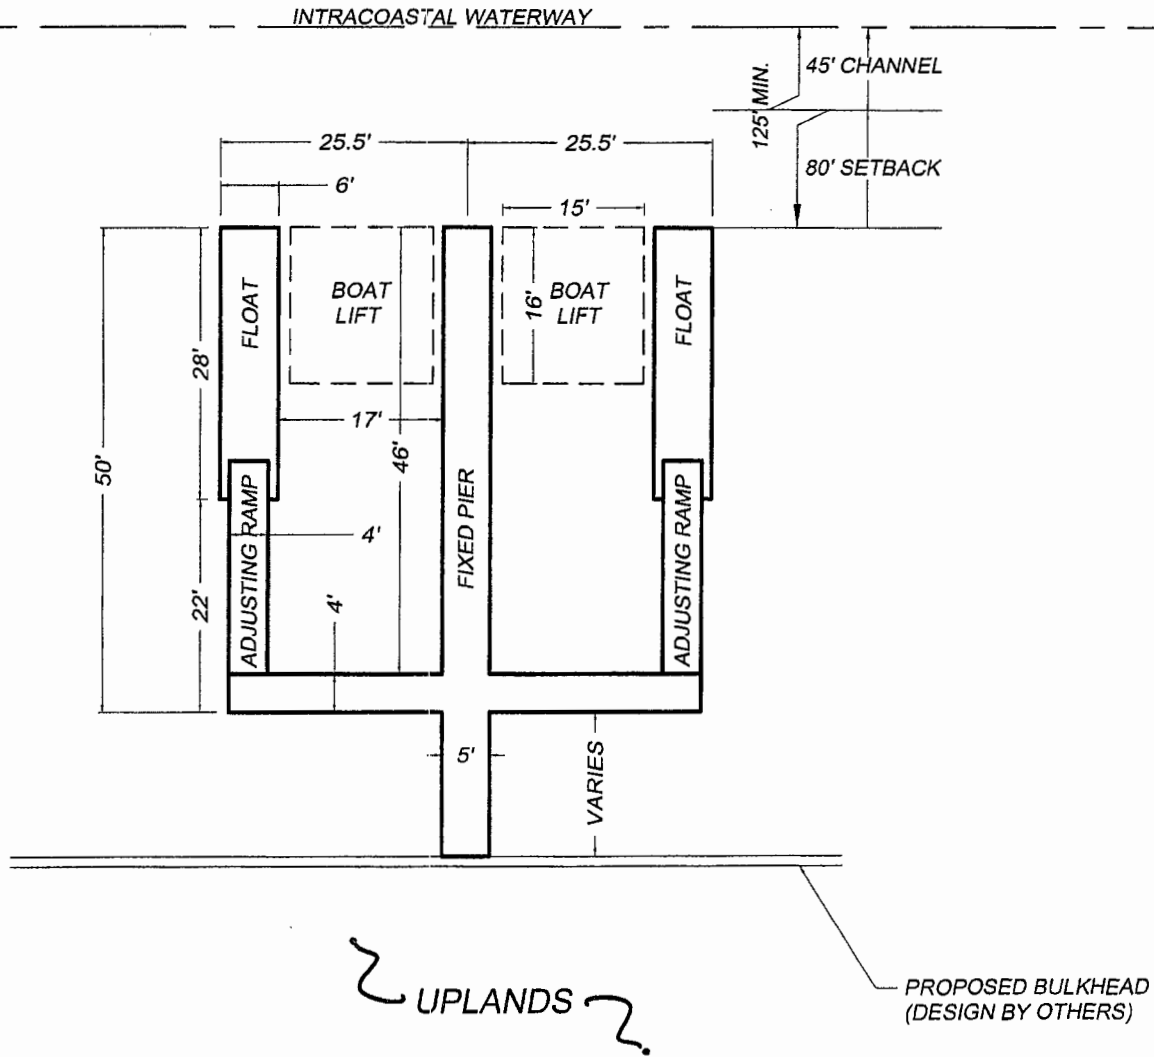 INTRACOASTAL WATERWAY
45' CHANNEL
125' MIN.
80' SETBACK
25.5'
25.5'
6'
15'
BOAT
LIFT
BOAT
LIFT
16'
FLOAT
FLOAT
28'
17'
46'
50'
FIXED PIER
ADJUSTING RAMP
4'
ADJUSTING RAMP
22'
4'
5'
VARIES
UPLANDS
PROPOSED BULKHEAD
(DESIGN BY OTHERS)